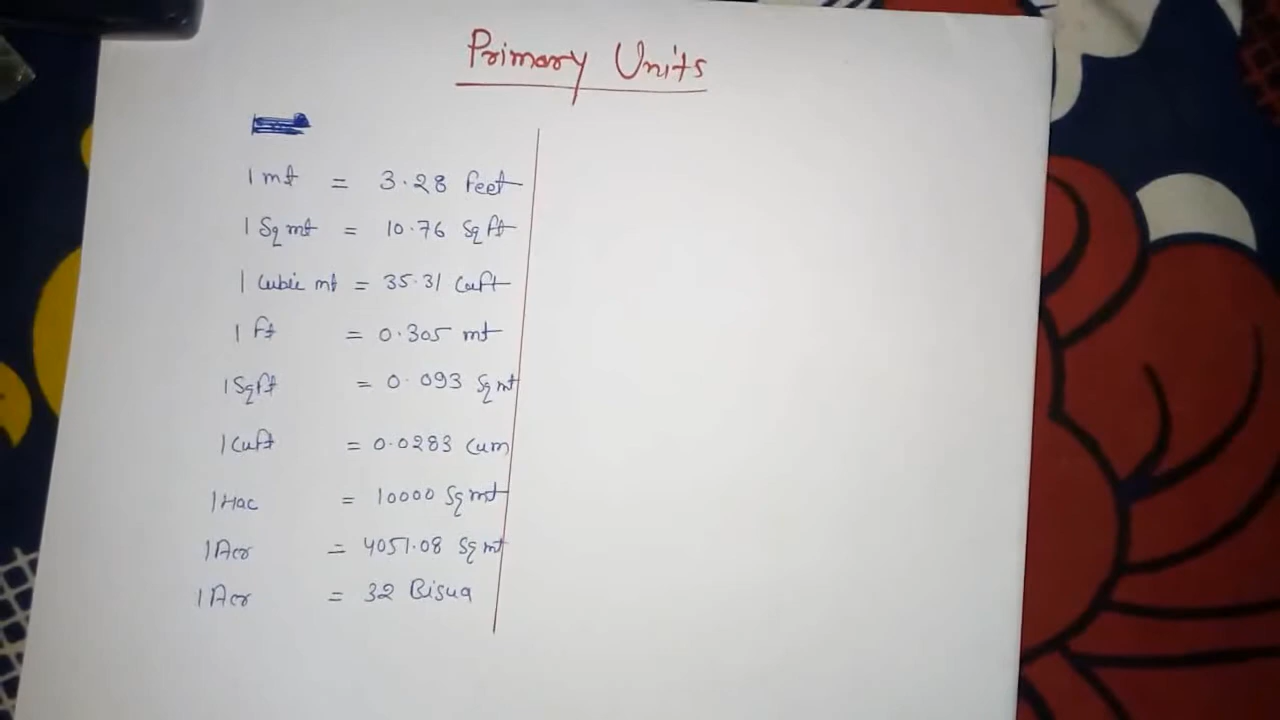 Primary Units
1 mt = 3.28 feet
1 Sq mt = 10.76 Sq ft
1 Cubic mt = 35.31 Cuft
1 ft = 0.305 mt
1 Sqft = 0.093 Sq mt
1 Cuft = 0.0283 Cum
1 Hac = 10000 Sq mt
1 Acr = 4051.08 Sq mt
1 Acr = 32 Bisua